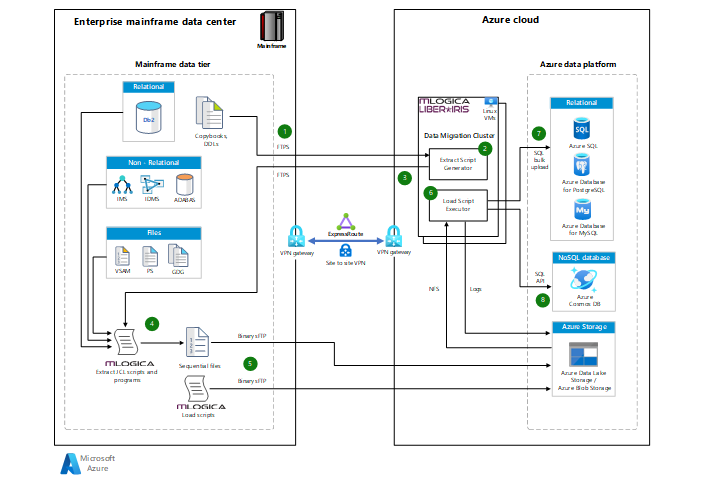 Enterprise mainframe data center
Mainframe
Mainframe data tier
Relational
Db2
Copybooks,
DDLs
Non - Relational
IMS
IDMS
ADABAS
Files
VSAM
PS
GDG
4
mLOGICA
Extract JCL scripts and
programs
Sequential files
mLOGICA
Load scripts
1
FTPS
FTPS
3
5
Binary sFTP
Binary sFTP
VPN gateway
ExpressRoute
Site to site VPN
VPN gateway
Azure cloud
mLOGICA
LIBER*IRIS
Linux
VMs
Data Migration Cluster
2
Extract Script
Generator
6
Load Script
Executor
NFS
Logs
7
SQL
bulk
upload
SQL
API
8
Azure data platform
Relational
SQL
Azure SQL
Azure Database
for PostgreSQL
My
Azure Database
for MySQL
NoSQL database
Azure
Cosmos DB
Azure Storage
Azure Data Lake
Storage /
Azure Blob Storage
Microsoft
Azure